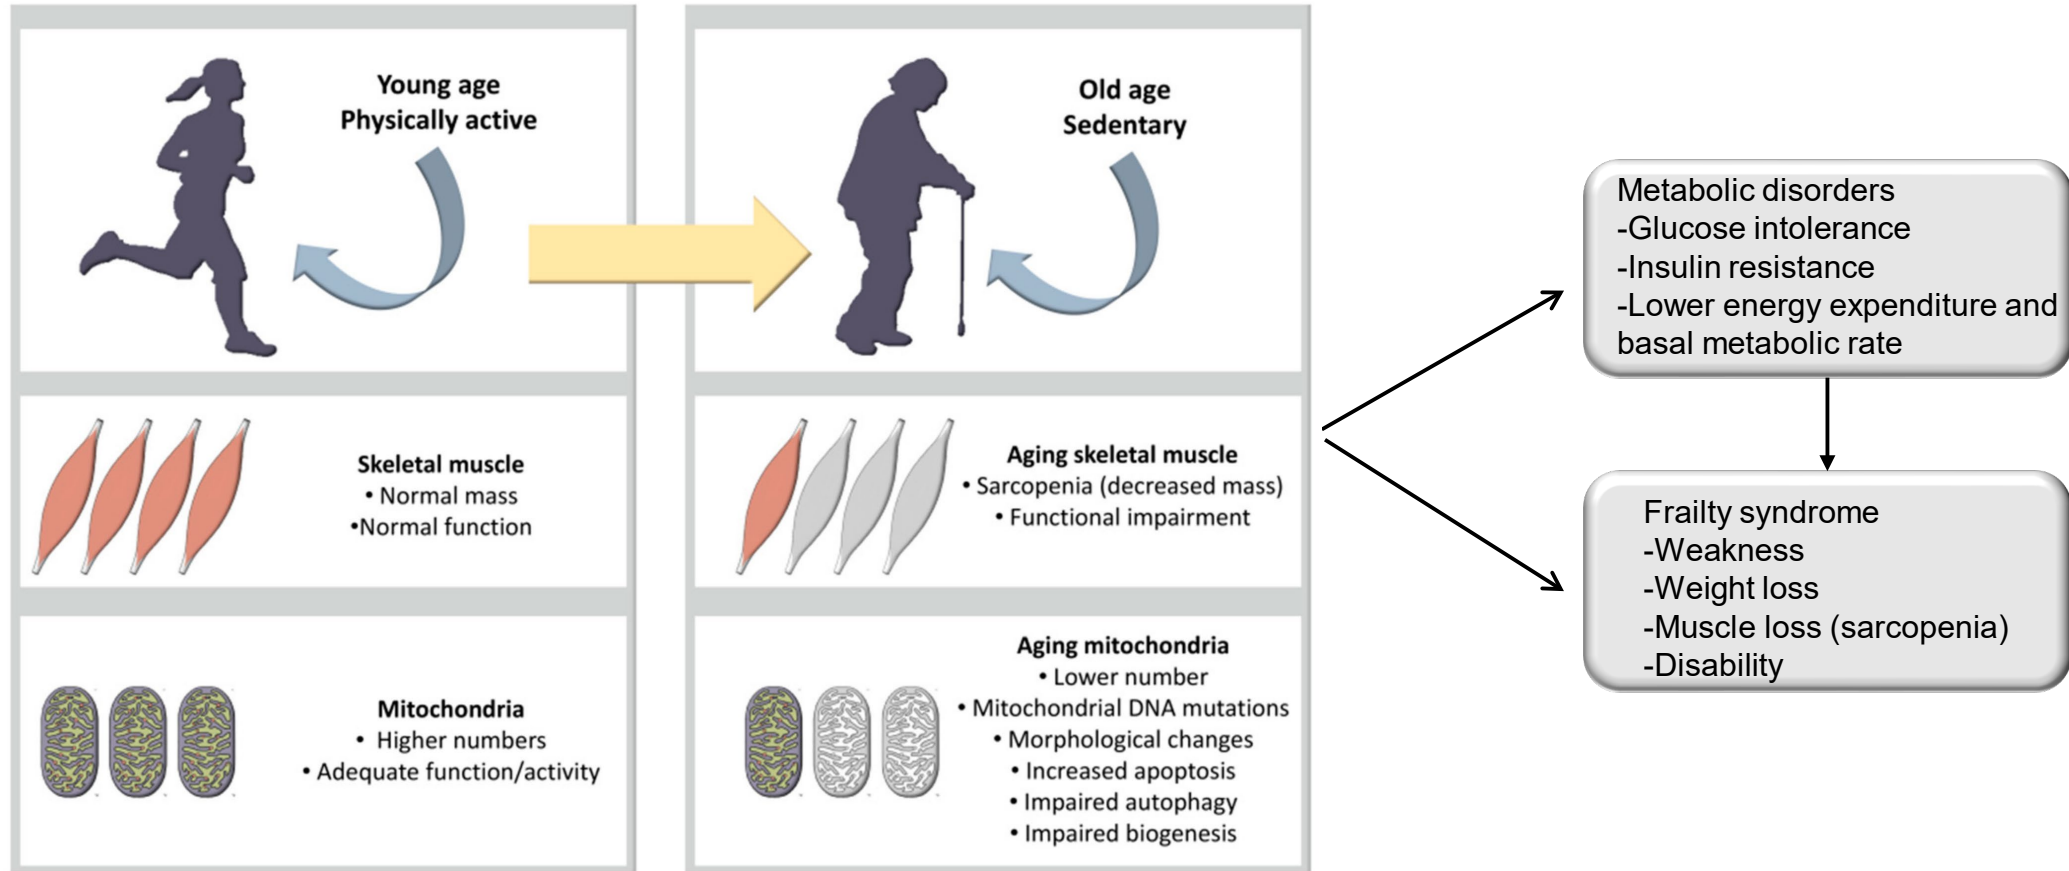 Young age
Physically active
Skeletal muscle
• Normal mass
•Normal function
Mitochondria
• Higher numbers
• Adequate function/activity
Old age
Sedentary
Aging skeletal muscle
• Sarcopenia (decreased mass)
• Functional impairment
Aging mitochondria
• Lower number
• Mitochondrial DNA mutations
• Morphological changes
• Increased apoptosis
• Impaired autophagy
• Impaired biogenesis
Metabolic disorders
-Glucose intolerance
-Insulin resistance
-Lower energy expenditure and
basal metabolic rate
Frailty syndrome
-Weakness
-Weight loss
-Muscle loss (sarcopenia)
-Disability